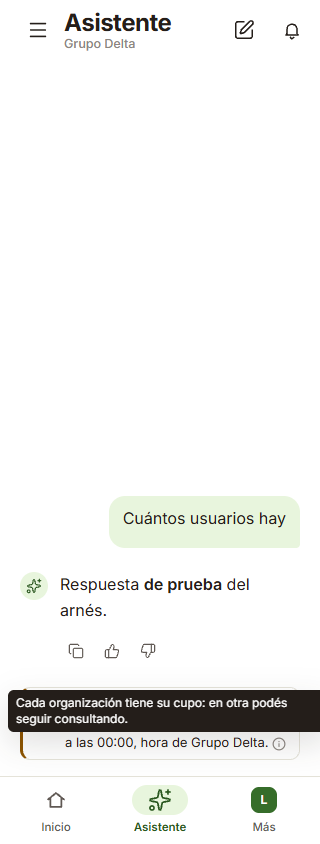 Asistente
Grupo Delta
Cuántos usuarios hay
Respuesta de prueba del
arnés.
Cada organización tiene su cupo: en otra podés
seguir consultando.
a las 00:00, hora de Grupo Delta.
Inicio
Asistente
L
Más